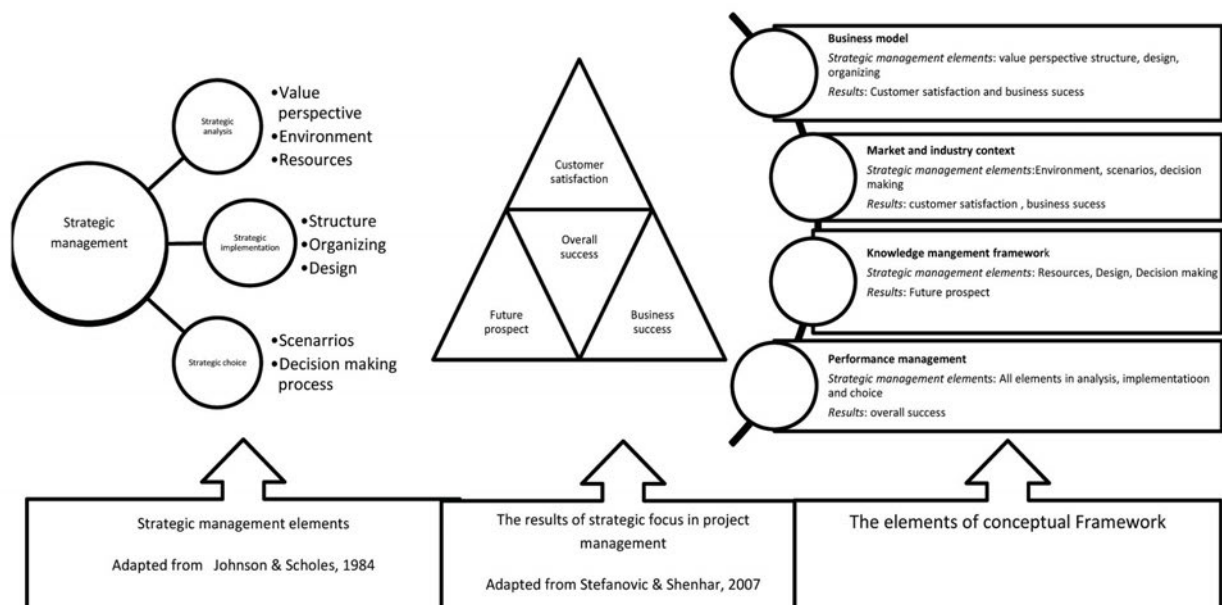 Strategic
management
Strategic
analysis
•Value
perspective
•Environment
•Resources
Strategic
implementation
•Structure
•Organizing
•Design
Strategic choice
•Scenarrios
•Decision making
process
Customer
satisfaction
Overall
success
Future
prospect
Business
success
Business model
Strategic management elements: value perspective structure, design,
organizing
Results: Customer satisfaction and business sucess
Market and industry context
Strategic management elements:Environment, scenarios, decision
making
Results: customer satisfaction , business sucess
Knowledge mangement framework
Strategic management elements: Resources, Design, Decision making
Results: Future prospect
Performance management
Strategic management elements: All elements in analysis, implementatioon
and choice
Results: overall success
Strategic management elements
Adapted from Johnson & Scholes, 1984
The results of strategic focus in project
management
Adapted from Stefanovic & Shenhar, 2007
The elements of conceptual Framework